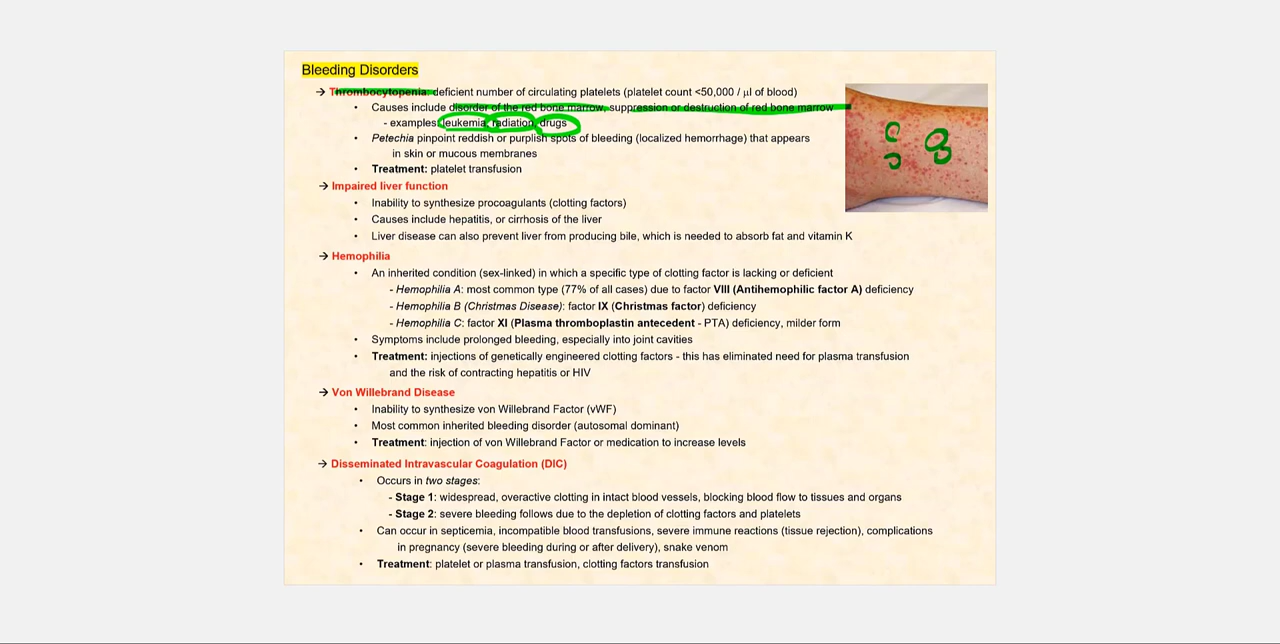 Bleeding Disorders
→ Thrombocytopenia: deficient number of circulating platelets (platelet count <50,000 / µl of blood)
• Causes include disorder of the red bone marrow, suppression or destruction of red bone marrow
- examples: leukemia, radiation, drugs
• Petechia pinpoint reddish or purplish spots of bleeding (localized hemorrhage) that appears
in skin or mucous membranes
• Treatment: platelet transfusion
→ Impaired liver function
• Inability to synthesize procoagulants (clotting factors)
• Causes include hepatitis, or cirrhosis of the liver
• Liver disease can also prevent liver from producing bile, which is needed to absorb fat and vitamin K
→ Hemophilia
• An inherited condition (sex-linked) in which a specific type of clotting factor is lacking or deficient
- Hemophilia A: most common type (77% of all cases) due to factor VIII (Antihemophilic factor A) deficiency
- Hemophilia B (Christmas Disease): factor IX (Christmas factor) deficiency
- Hemophilia C: factor XI (Plasma thromboplastin antecedent - PTA) deficiency, milder form
• Symptoms include prolonged bleeding, especially into joint cavities
• Treatment: injections of genetically engineered clotting factors - this has eliminated need for plasma transfusion
and the risk of contracting hepatitis or HIV
→ Von Willebrand Disease
• Inability to synthesize von Willebrand Factor (vWF)
• Most common inherited bleeding disorder (autosomal dominant)
• Treatment: injection of von Willebrand Factor or medication to increase levels
→ Disseminated Intravascular Coagulation (DIC)
• Occurs in two stages:
- Stage 1: widespread, overactive clotting in intact blood vessels, blocking blood flow to tissues and organs
- Stage 2: severe bleeding follows due to the depletion of clotting factors and platelets
• Can occur in septicemia, incompatible blood transfusions, severe immune reactions (tissue rejection), complications
in pregnancy (severe bleeding during or after delivery), snake venom
• Treatment: platelet or plasma transfusion, clotting factors transfusion